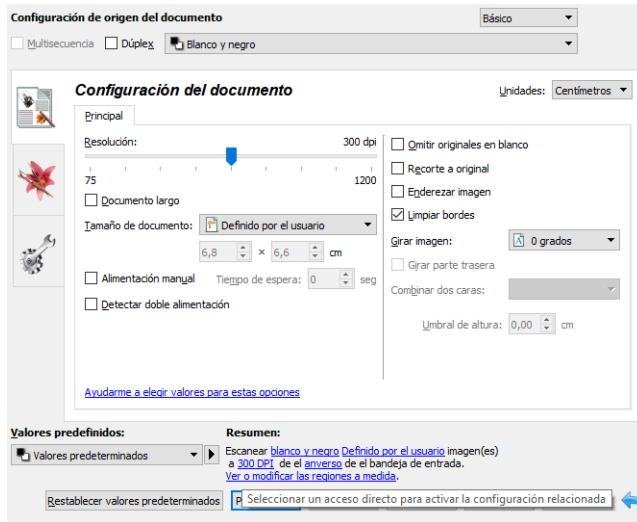 Configuración de origen del documento Básico
Multisecuencia Dúplex Blanco y negro
Configuración del documento Unidades: Centímetros
Principal
Resolución: 300 dpi Omitir originales en blanco
75 1200 Recorte a original
Documento largo Enderezar imagen
Tamaño de documento: Definido por el usuario Limpiar bordes
6,8 × 6,6 cm Girar imagen: 0 grados
Alimentación manual Tiempo de espera: 0 seg Girar parte trasera
Detectar doble alimentación Combinar dos caras:
Umbral de altura: 0,00 cm
Ayudarme a elegir valores para estas opciones
Valores predefinidos: Resumen:
Valores predeterminados Escanear blanco y negro Definido por el usuario imagen(es)
a 300 DPI de el anverso de el bandeja de entrada.
Ver o modificar las regiones a medida.
Restablecer valores predeterminados P Seleccionar un acceso directo para activar la configuración relacionada